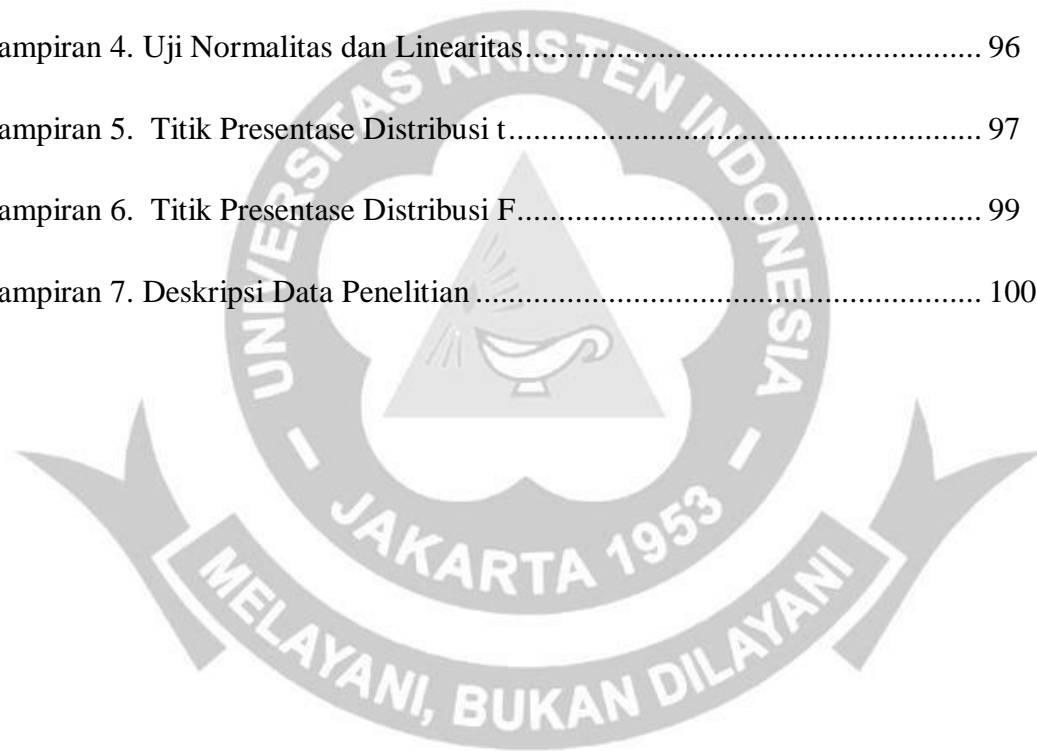 ampiran 4. Uji Normalitas dan Linearitas............................................................... 96
ampiran 5.  Titik Presentase Distribusi t................................................................. 97
ampiran 6.  Titik Presentase Distribusi F................................................................ 99
ampiran 7. Deskripsi Data Penelitian ..................................................................... 100
UNIVERSITAS KRISTEN INDONESIA
– JAKARTA 1953 –
MELAYANI, BUKAN DILAYANI